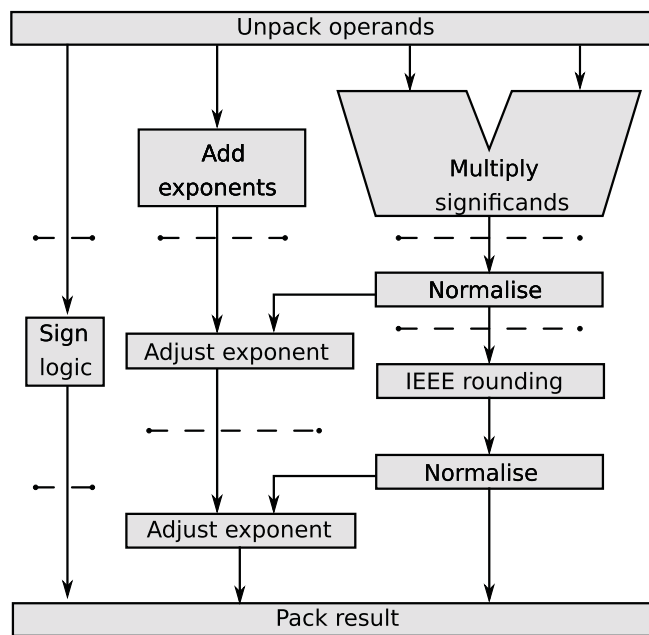 Unpack operands
Add
exponents
Multiply
significands
Normalise
Sign
logic
Adjust exponent
IEEE rounding
Normalise
Adjust exponent
Pack result